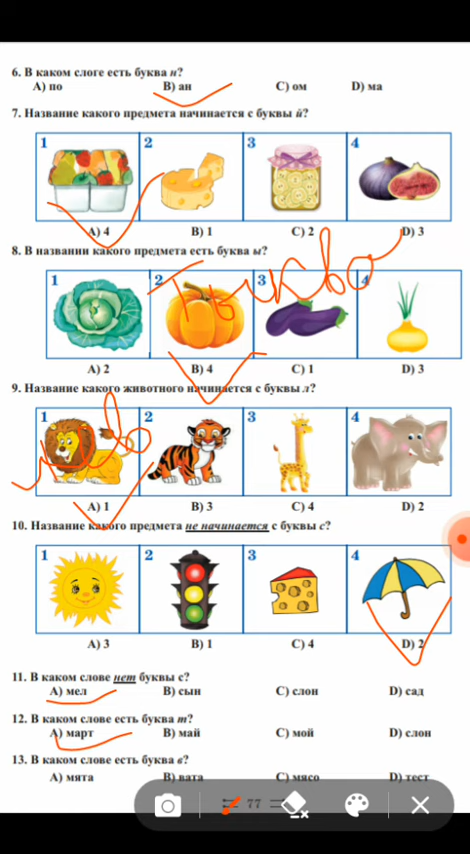 6. В каком слоге есть буква н?
A) по B) ан C) ом D) ма
7. Название какого предмета начинается с буквы й?
1 2 3 4
A) 4 B) 1 C) 2 D) 3
8. В названии какого предмета есть буква ы?
1 2 3 4
Тыква
A) 2 B) 4 C) 1 D) 3
9. Название какого животного начинается с буквы л?
1 2 3 4
лев
A) 1 B) 3 C) 4 D) 2
10. Название какого предмета не начинается с буквы с?
1 2 3 4
A) 3 B) 1 C) 4 D) 2
11. В каком слове нет буквы с?
A) мел B) сын C) слон D) сад
12. В каком слове есть буква т?
A) март B) май C) мой D) слон
13. В каком слове есть буква в?
A) мята B) вата C) мясо D) тест
77